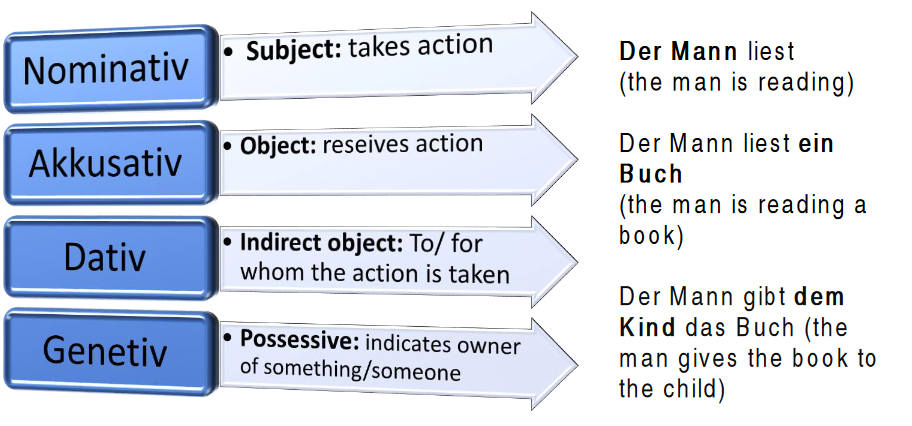 Nominativ
• Subject: takes action
Akkusativ
• Object: reseives action
Dativ
• Indirect object: To/ for
whom the action is taken
Genetiv
• Possessive: indicates owner
of something/someone
Der Mann liest
(the man is reading)
Der Mann liest ein
Buch
(the man is reading a
book)
Der Mann gibt dem
Kind das Buch (the
man gives the book to
the child)